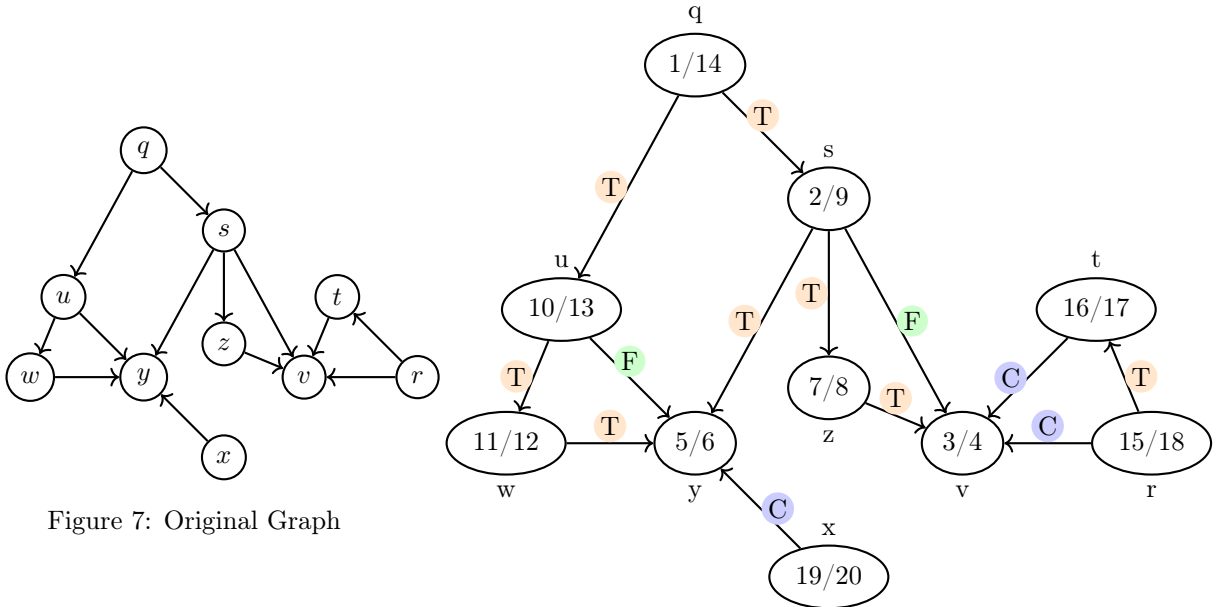 q
1/14
T
s
q
2/9
T
s
u
t
u
t
10/13
T
T
F
16/17
z
F
T
T
7/8
T
C
T
w
y
v
r
11/12
T
5/6
z
3/4
C
15/18
w
y
v
r
C
x
x
Figure 7: Original Graph
19/20